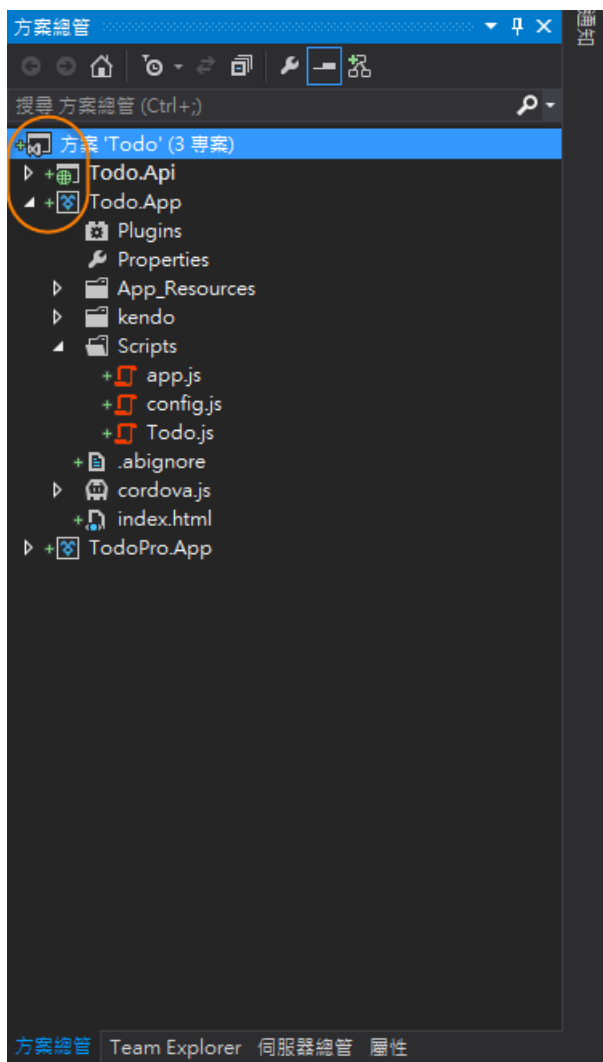 方案總管
通知
搜尋 方案總管 (Ctrl+;)
方案 'Todo' (3 專案)
Todo.Api
Todo.App
Plugins
Properties
App_Resources
kendo
Scripts
app.js
config.js
Todo.js
.abignore
cordova.js
index.html
TodoPro.App
方案總管 Team Explorer 伺服器總管 屬性